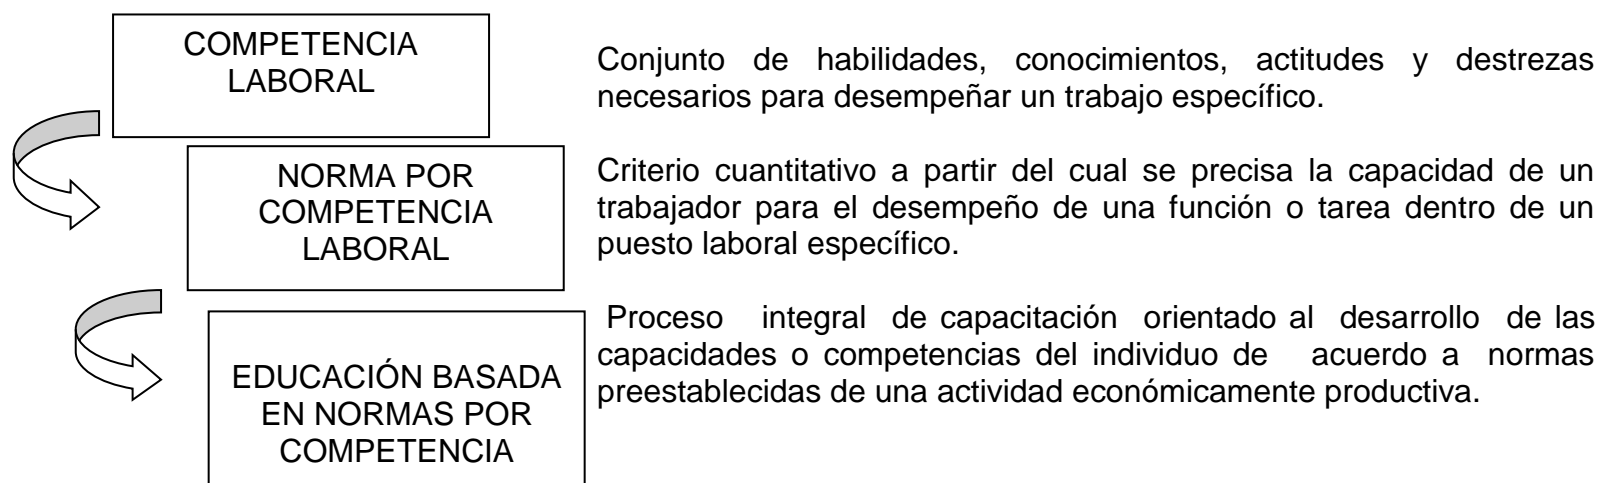 COMPETENCIA
LABORAL
Conjunto de habilidades, conocimientos, actitudes y destrezas
necesarios para desempeñar un trabajo específico.
NORMA POR
COMPETENCIA
LABORAL
Criterio cuantitativo a partir del cual se precisa la capacidad de un
trabajador para el desempeño de una función o tarea dentro de un
puesto laboral específico.
EDUCACIÓN BASADA
EN NORMAS POR
COMPETENCIA
Proceso integral de capacitación orientado al desarrollo de las
capacidades o competencias del individuo de acuerdo a normas
preestablecidas de una actividad económicamente productiva.